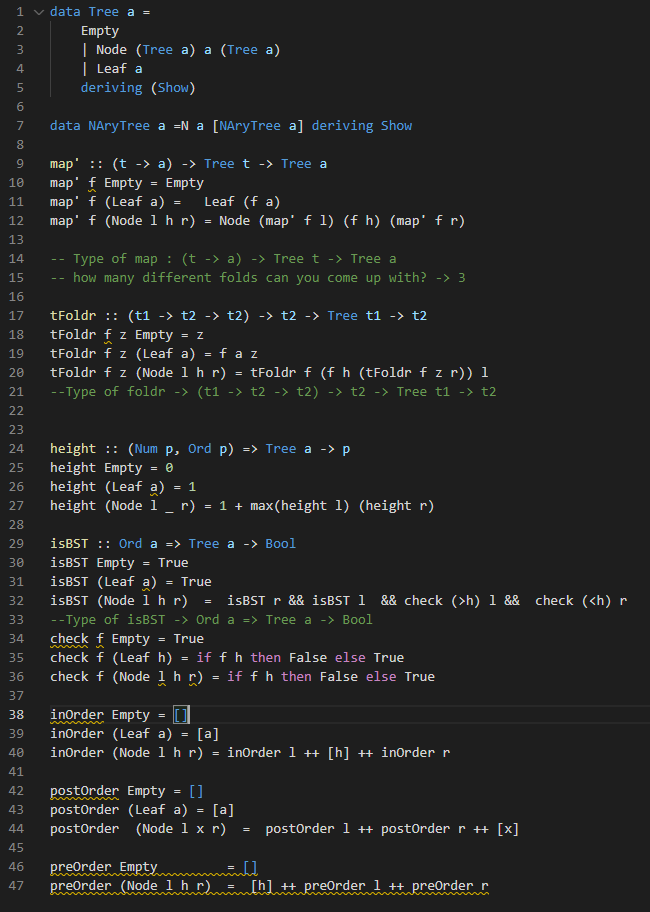 1 data Tree a =
2     Empty
3     | Node (Tree a) a (Tree a)
4     | Leaf a
5     deriving (Show)
6
7 data NAryTree a =N a [NAryTree a] deriving Show
8
9 map' :: (t -> a) -> Tree t -> Tree a
10 map' f Empty = Empty
11 map' f (Leaf a) =   Leaf (f a)
12 map' f (Node l h r) = Node (map' f l) (f h) (map' f r)
13
14 -- Type of map : (t -> a) -> Tree t -> Tree a
15 -- how many different folds can you come up with? -> 3
16
17 tFoldr :: (t1 -> t2 -> t2) -> t2 -> Tree t1 -> t2
18 tFoldr f z Empty = z
19 tFoldr f z (Leaf a) = f a z
20 tFoldr f z (Node l h r) = tFoldr f (f h (tFoldr f z r)) l
21 --Type of foldr -> (t1 -> t2 -> t2) -> t2 -> Tree t1 -> t2
22
23
24 height :: (Num p, Ord p) => Tree a -> p
25 height Empty = 0
26 height (Leaf a) = 1
27 height (Node l _ r) = 1 + max(height l) (height r)
28
29 isBST :: Ord a => Tree a -> Bool
30 isBST Empty = True
31 isBST (Leaf a) = True
32 isBST (Node l h r)  =  isBST r && isBST l  && check (>h) l &&  check (<h) r
33 --Type of isBST -> Ord a => Tree a -> Bool
34 check f Empty = True
35 check f (Leaf h) = if f h then False else True
36 check f (Node l h r) = if f h then False else True
37
38 inOrder Empty = []
39 inOrder (Leaf a) = [a]
40 inOrder (Node l h r) = inOrder l ++ [h] ++ inOrder r
41
42 postOrder Empty = []
43 postOrder (Leaf a) = [a]
44 postOrder  (Node l x r)  =  postOrder l ++ postOrder r ++ [x]
45
46 preOrder Empty         = []
47 preOrder (Node l h r)  =  [h] ++ preOrder l ++ preOrder r